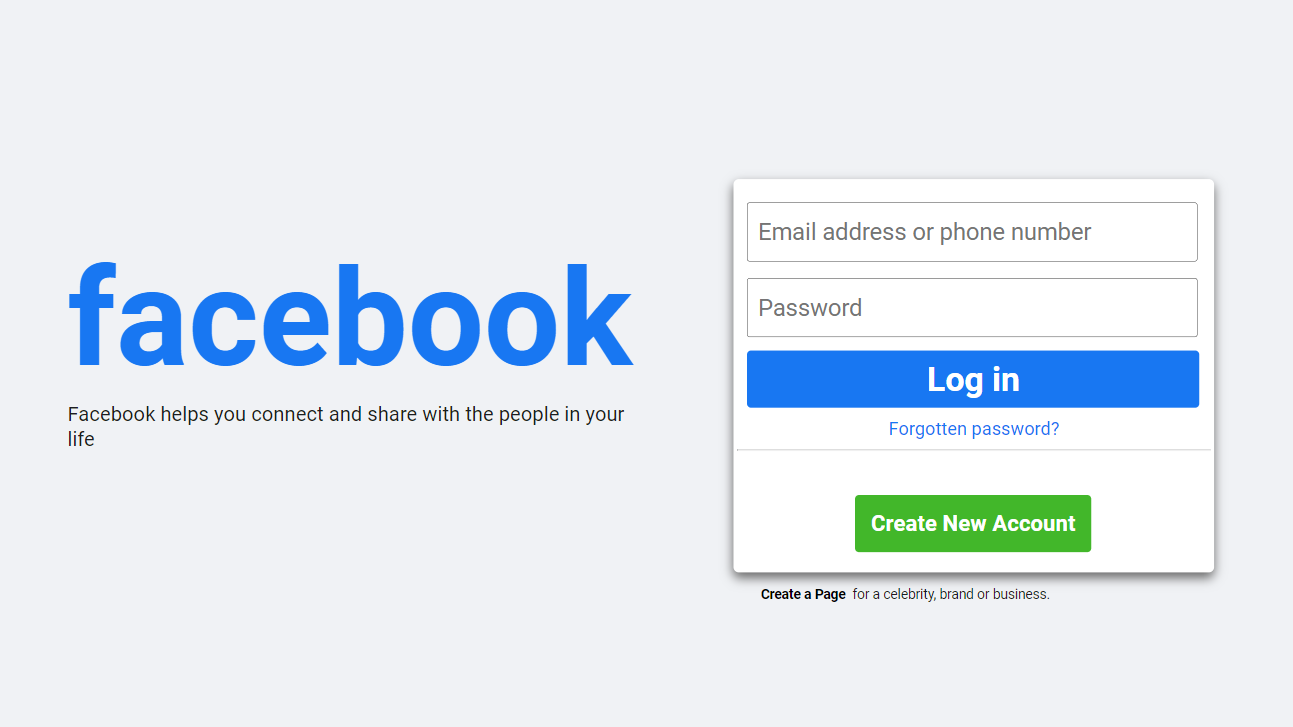 facebook
Facebook helps you connect and share with the people in your
life
Email address or phone number
Password
Log in
Forgotten password?
Create New Account
Create a Page for a celebrity, brand or business.